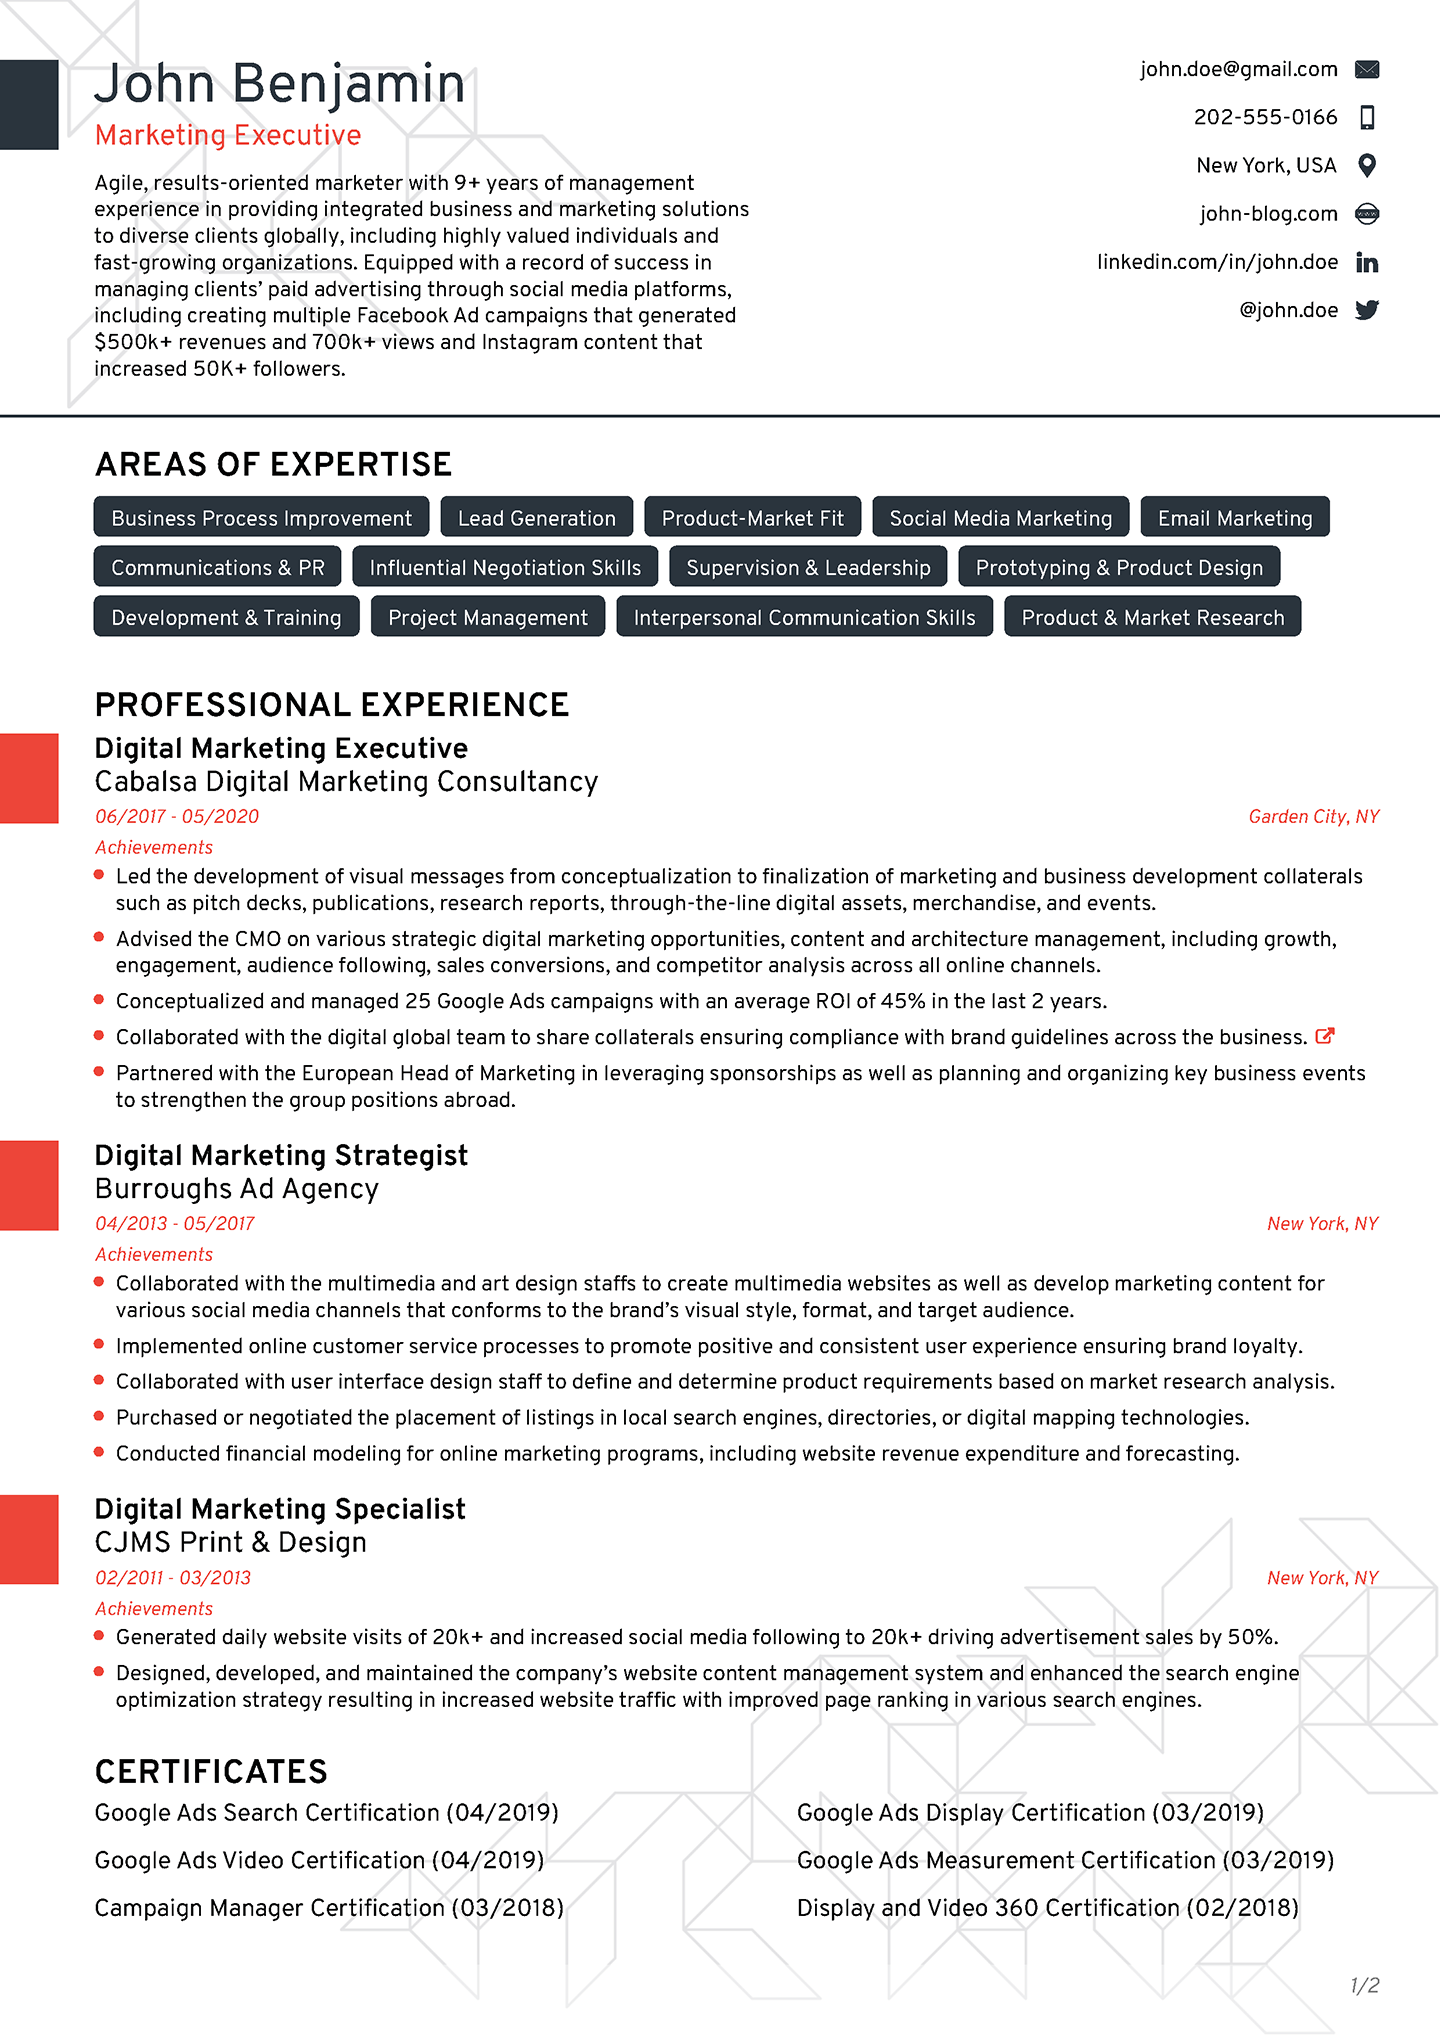 John Benjamin
Marketing Executive
Agile, results-oriented marketer with 9+ years of management
experience in providing integrated business and marketing solutions
to diverse clients globally, including highly valued individuals and
fast-growing organizations. Equipped with a record of success in
managing clients’ paid advertising through social media platforms,
including creating multiple Facebook Ad campaigns that generated
$500k+ revenues and 700k+ views and Instagram content that
increased 50K+ followers.
john.doe@gmail.com
202-555-0166
New York, USA
john-blog.com
linkedin.com/in/john.doe
@john.doe
AREAS OF EXPERTISE
Business Process Improvement Lead Generation Product-Market Fit Social Media Marketing Email Marketing
Communications & PR Influential Negotiation Skills Supervision & Leadership Prototyping & Product Design
Development & Training Project Management Interpersonal Communication Skills Product & Market Research
PROFESSIONAL EXPERIENCE
Digital Marketing Executive
Cabalsa Digital Marketing Consultancy
06/2017 - 05/2020 Garden City, NY
Achievements
Led the development of visual messages from conceptualization to finalization of marketing and business development collaterals
such as pitch decks, publications, research reports, through-the-line digital assets, merchandise, and events.
Advised the CMO on various strategic digital marketing opportunities, content and architecture management, including growth,
engagement, audience following, sales conversions, and competitor analysis across all online channels.
Conceptualized and managed 25 Google Ads campaigns with an average ROI of 45% in the last 2 years.
Collaborated with the digital global team to share collaterals ensuring compliance with brand guidelines across the business.
Partnered with the European Head of Marketing in leveraging sponsorships as well as planning and organizing key business events
to strengthen the group positions abroad.
Digital Marketing Strategist
Burroughs Ad Agency
04/2013 - 05/2017 New York, NY
Achievements
Collaborated with the multimedia and art design staffs to create multimedia websites as well as develop marketing content for
various social media channels that conforms to the brand’s visual style, format, and target audience.
Implemented online customer service processes to promote positive and consistent user experience ensuring brand loyalty.
Collaborated with user interface design staff to define and determine product requirements based on market research analysis.
Purchased or negotiated the placement of listings in local search engines, directories, or digital mapping technologies.
Conducted financial modeling for online marketing programs, including website revenue expenditure and forecasting.
Digital Marketing Specialist
CJMS Print & Design
02/2011 - 03/2013 New York, NY
Achievements
Generated daily website visits of 20k+ and increased social media following to 20k+ driving advertisement sales by 50%.
Designed, developed, and maintained the company’s website content management system and enhanced the search engine
optimization strategy resulting in increased website traffic with improved page ranking in various search engines.
CERTIFICATES
Google Ads Search Certification (04/2019) Google Ads Display Certification (03/2019)
Google Ads Video Certification (04/2019) Google Ads Measurement Certification (03/2019)
Campaign Manager Certification (03/2018) Display and Video 360 Certification (02/2018)
1/2